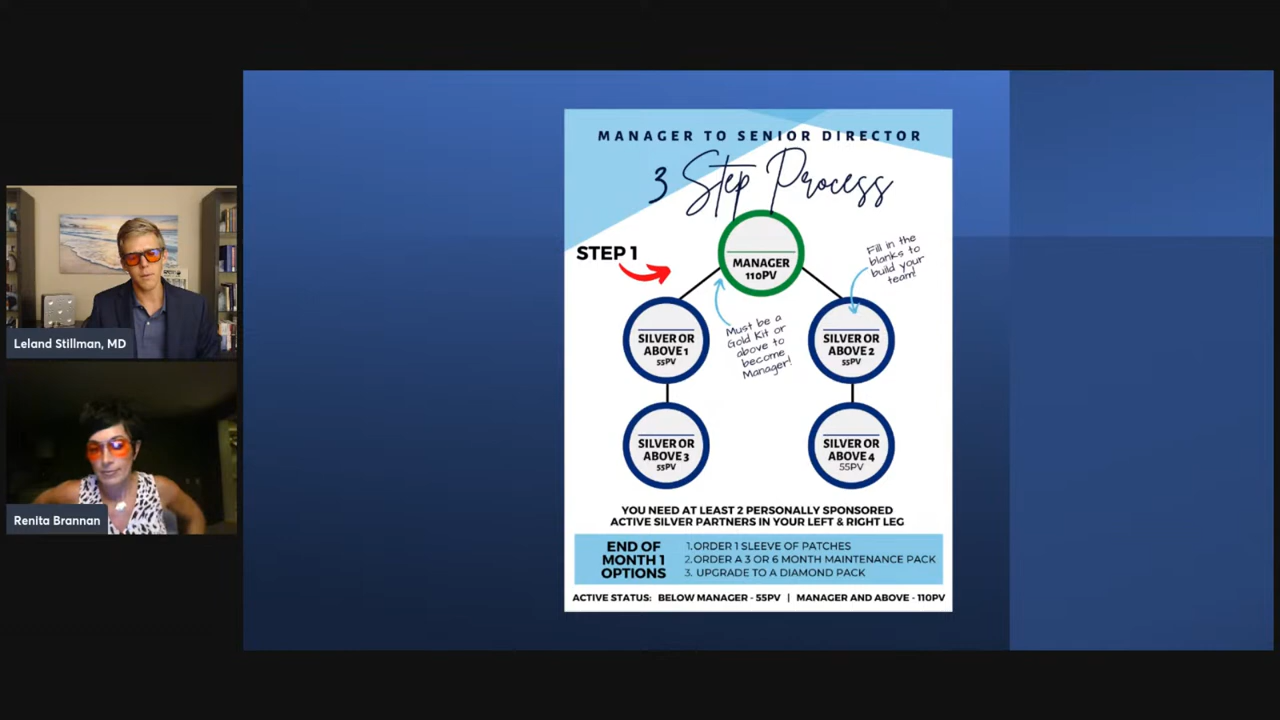 MANAGER TO SENIOR DIRECTOR
3 Step Process
STEP 1
MANAGER
110PV
Fill in the
blanks to
build your
team!
Must be a
Gold Kit or
above to
become
Manager!
SILVER OR
ABOVE 1
55PV
SILVER OR
ABOVE 2
55PV
SILVER OR
ABOVE 3
55PV
SILVER OR
ABOVE 4
55PV
YOU NEED AT LEAST 2 PERSONALLY SPONSORED
ACTIVE SILVER PARTNERS IN YOUR LEFT & RIGHT LEG
END OF
MONTH 1
OPTIONS
1. ORDER 1 SLEEVE OF PATCHES
2. ORDER A 3 OR 6 MONTH MAINTENANCE PACK
3. UPGRADE TO A DIAMOND PACK
ACTIVE STATUS: BELOW MANAGER - 55PV | MANAGER AND ABOVE - 110PV
Leland Stillman, MD
Renita Brannan